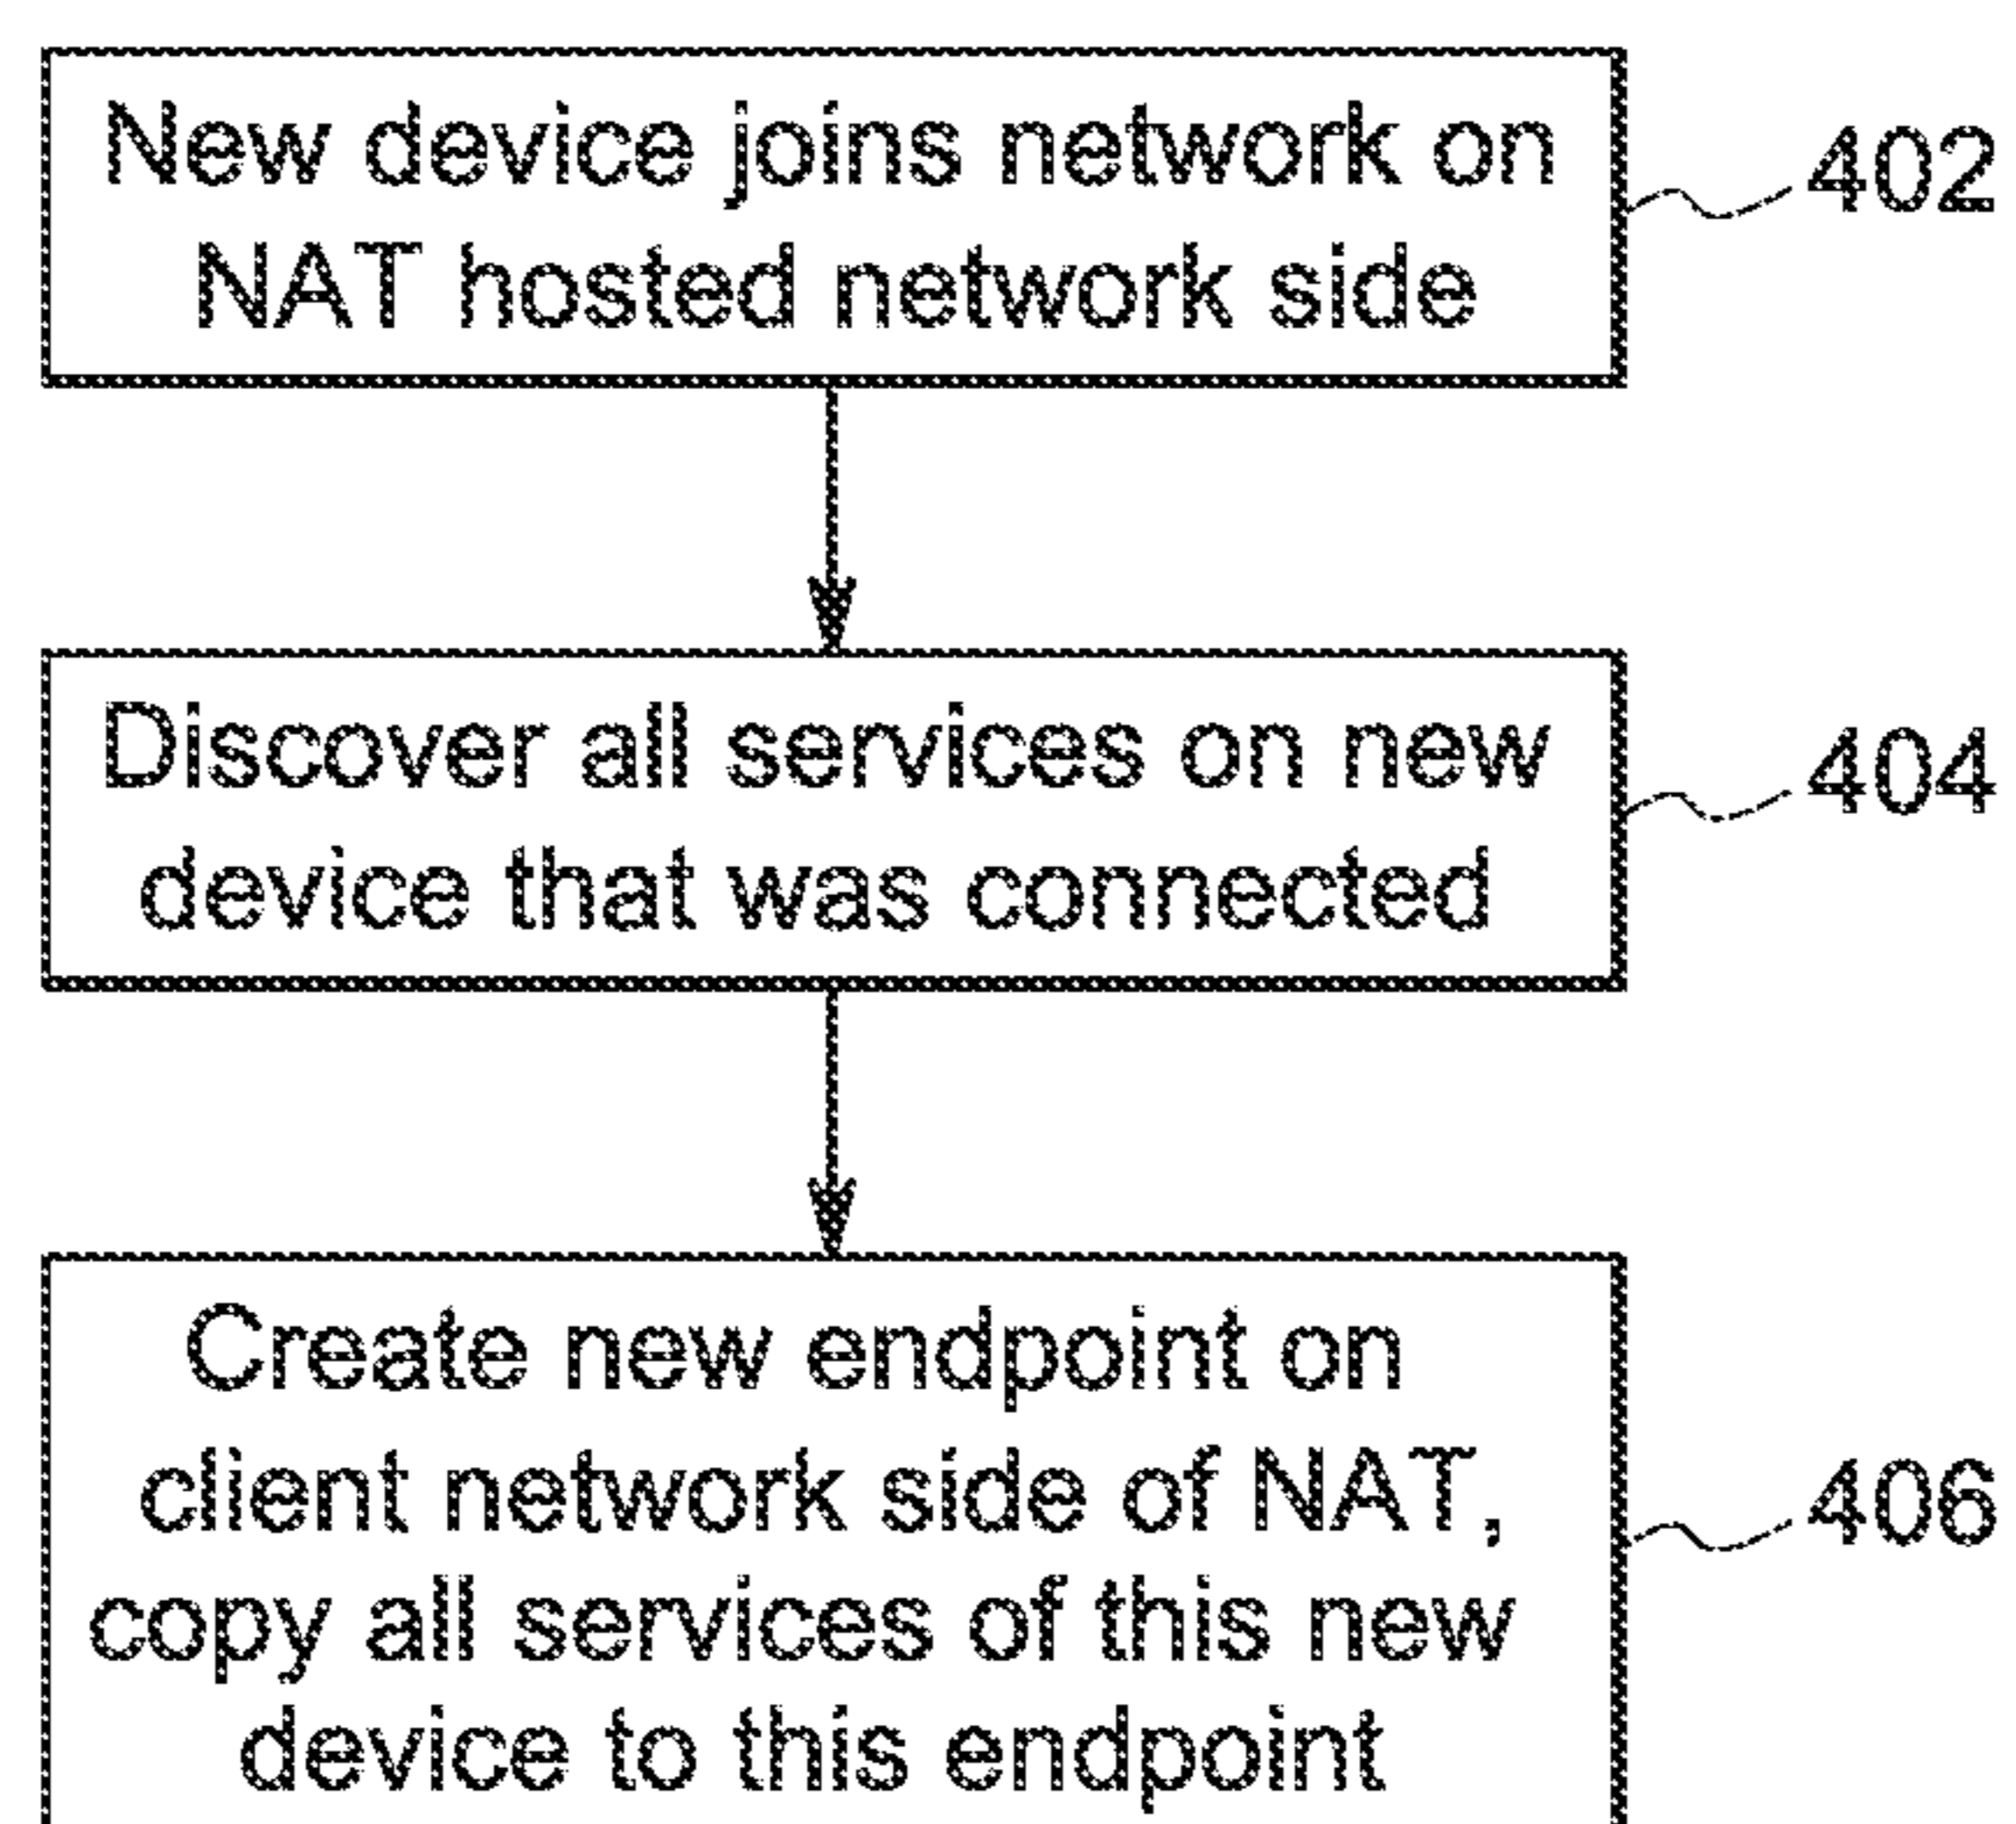 New device joins network on
NAT hosted network side
402
Discover all services on new
device that was connected
404
Create new endpoint on
client network side of NAT,
copy all services of this new
device to this endpoint
406